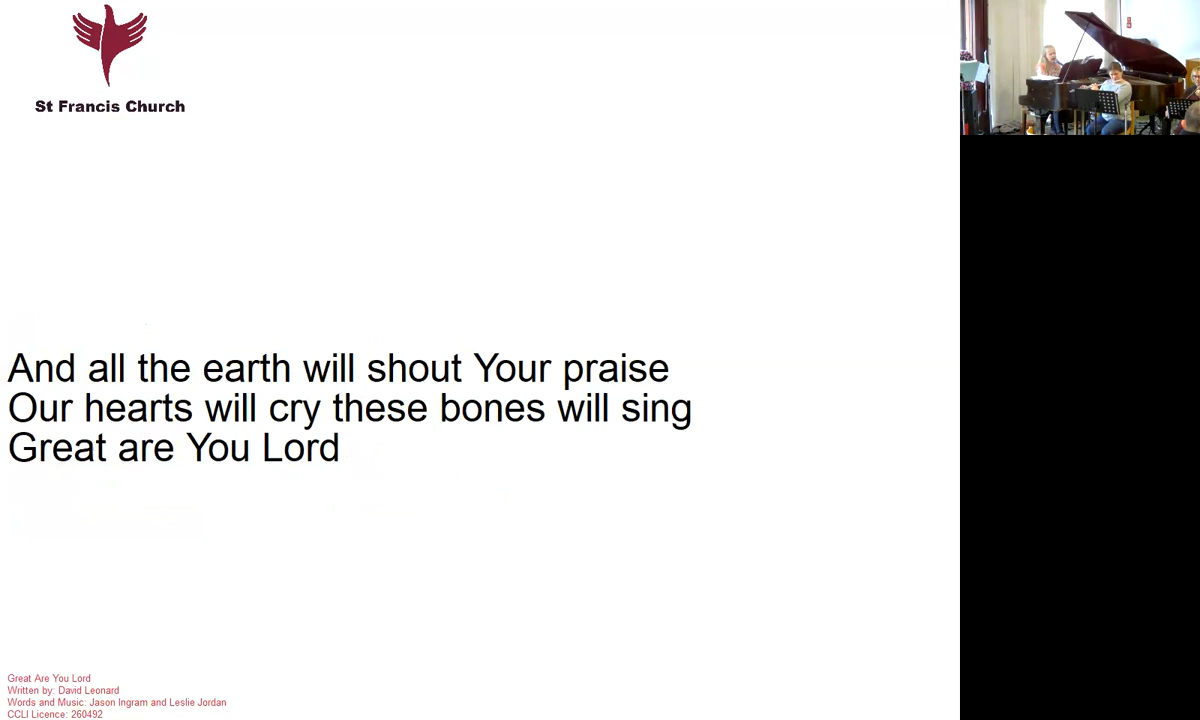 St Francis Church
And all the earth will shout Your praise
Our hearts will cry these bones will sing
Great are You Lord
Great Are You Lord
Written by: David Leonard
Words and Music: Jason Ingram and Leslie Jordan
CCLI Licence: 260492